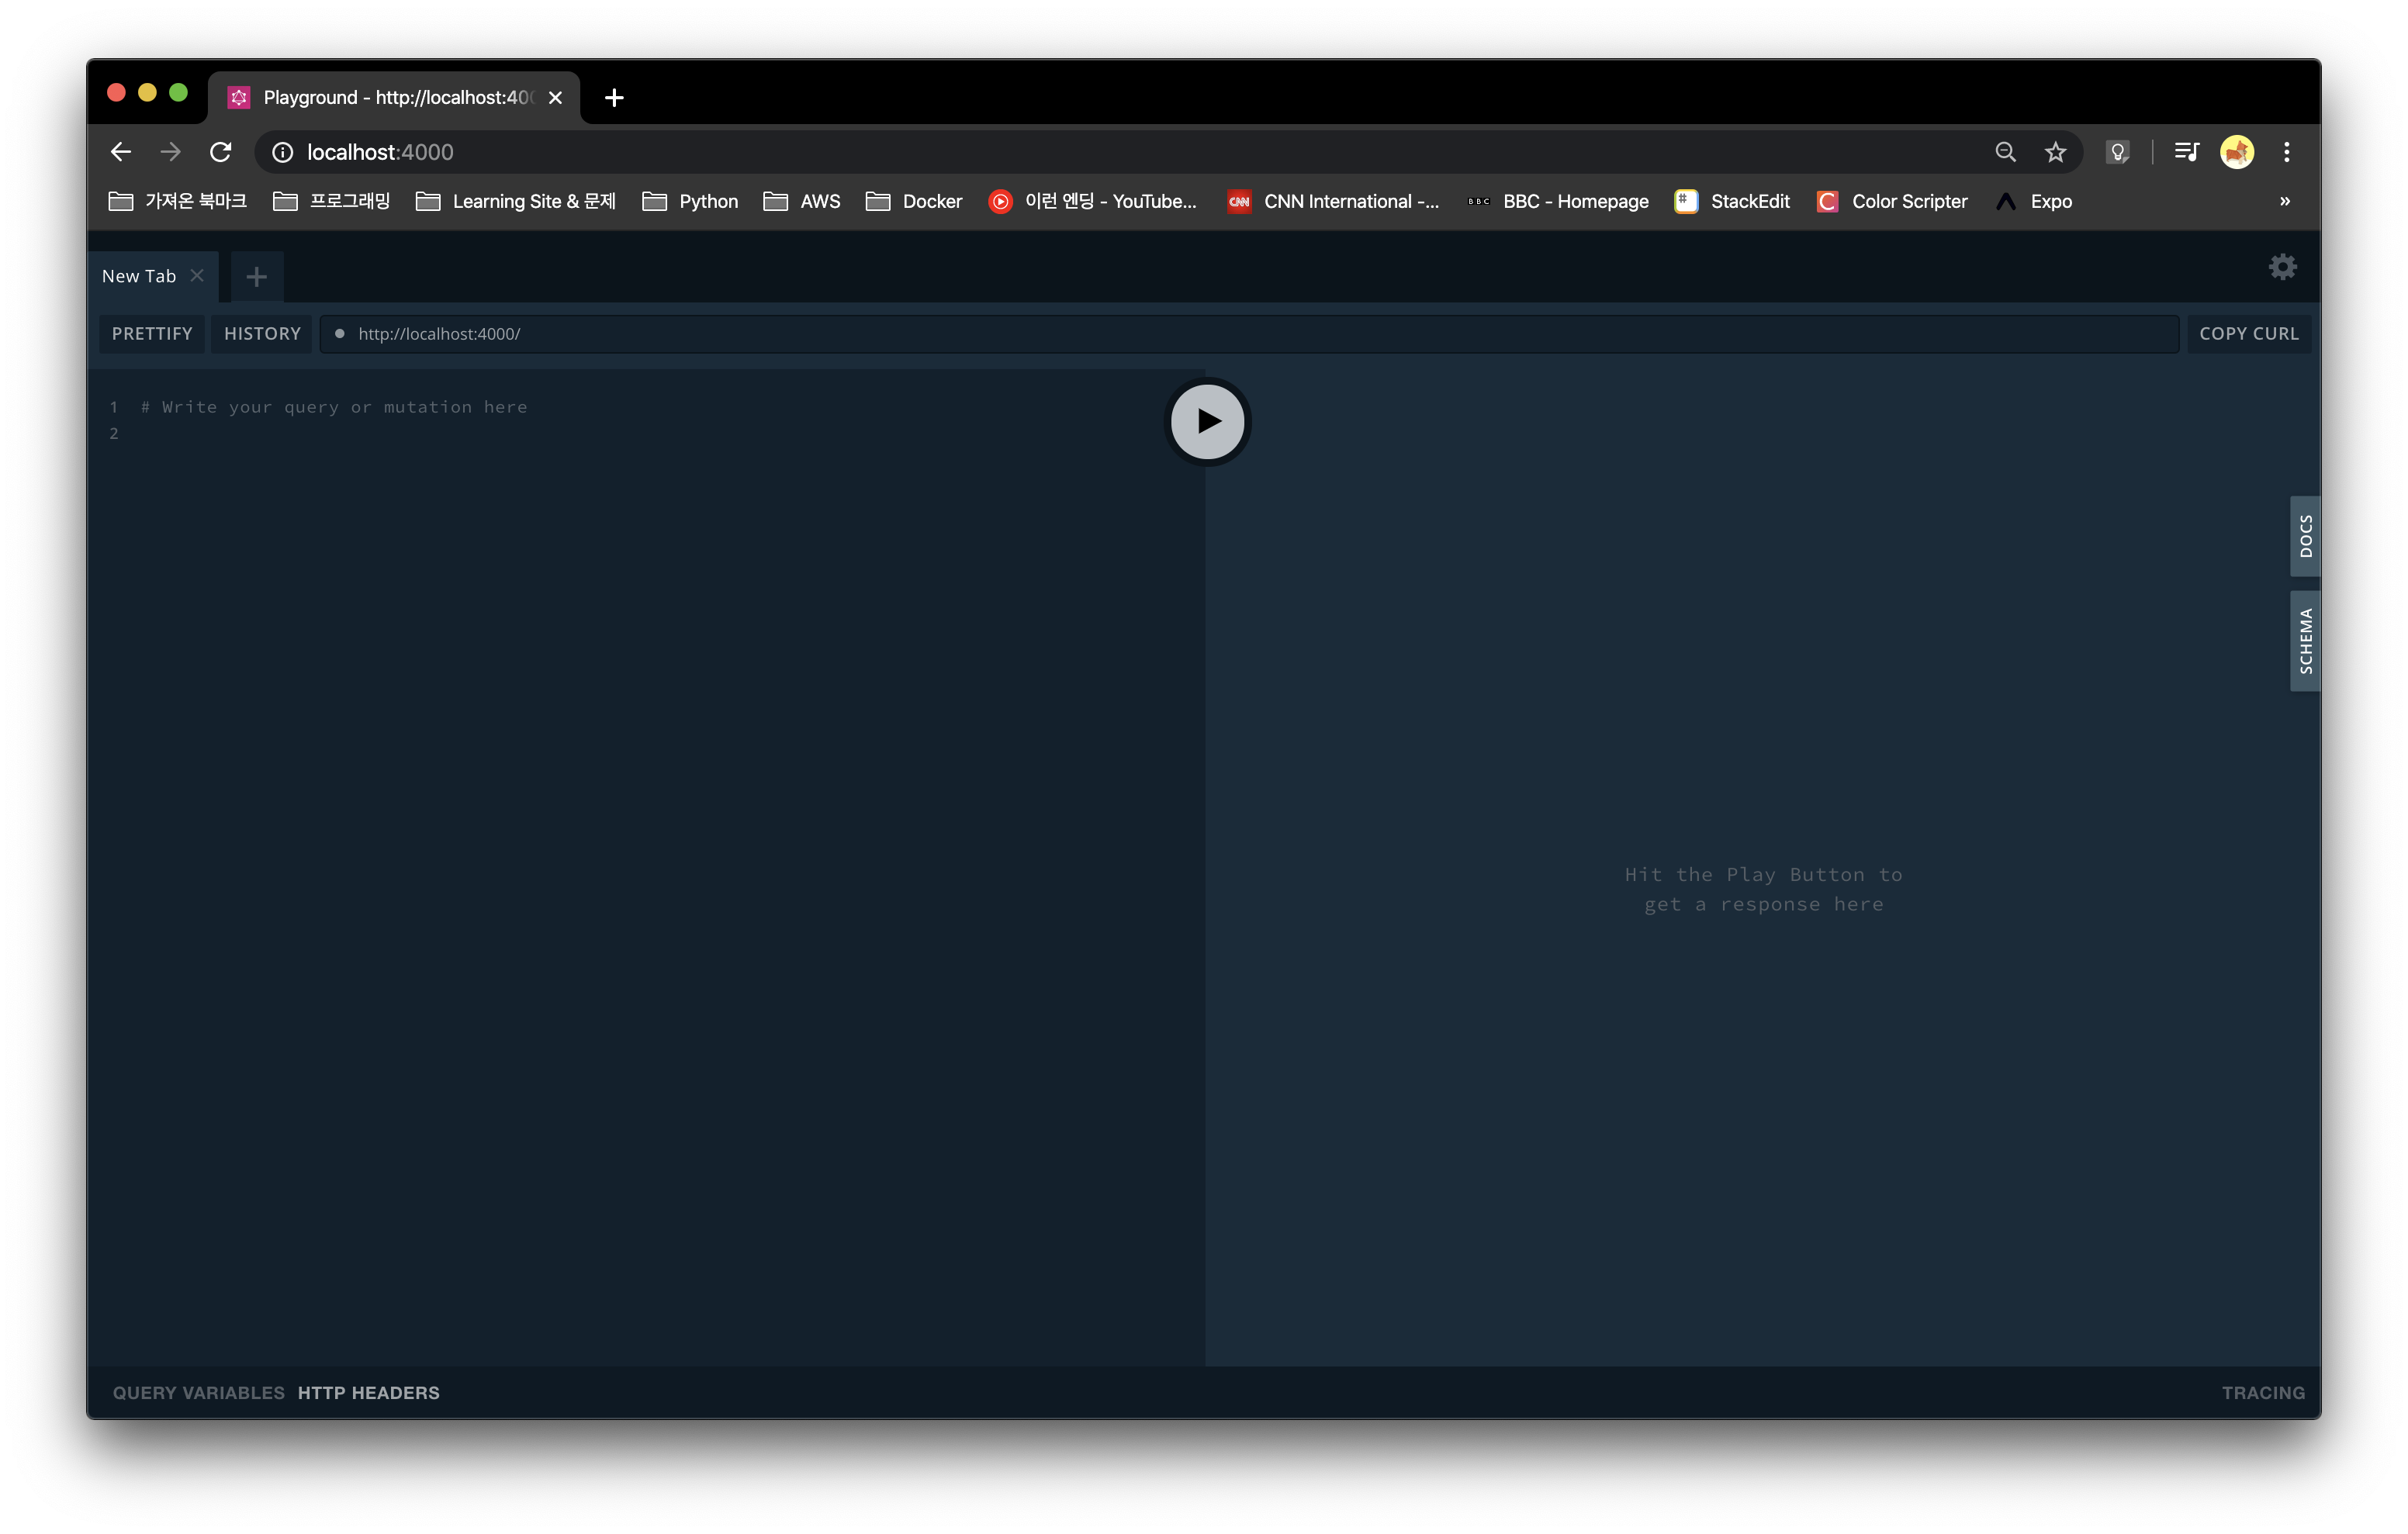 Playground - http://localhost:400
localhost:4000
가져온 북마크 프로그래밍 Learning Site & 문제 Python AWS Docker 이런 엔딩 - YouTube... CNN CNN International -... BBC BBC - Homepage # StackEdit C Color Scripter Expo »
New Tab
PRETTIFY HISTORY http://localhost:4000/ COPY CURL
1 # Write your query or mutation here
2
DOCS
SCHEMA
Hit the Play Button to
get a response here
QUERY VARIABLES HTTP HEADERS TRACING